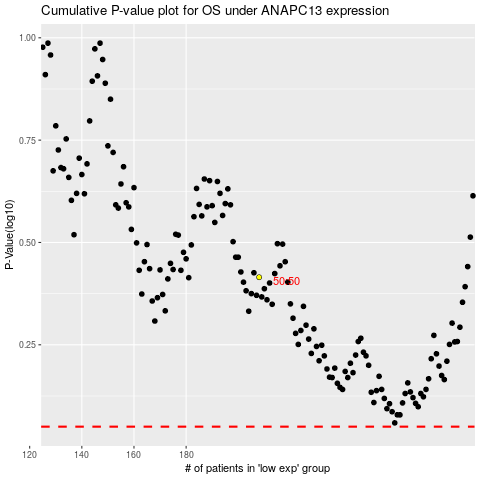 Cumulative P-value plot for OS under ANAPC13 expression
P-Value(log10)
1.00
0.75
0.50
0.25
50:50
120 140 160 180
# of patients in 'low exp' group